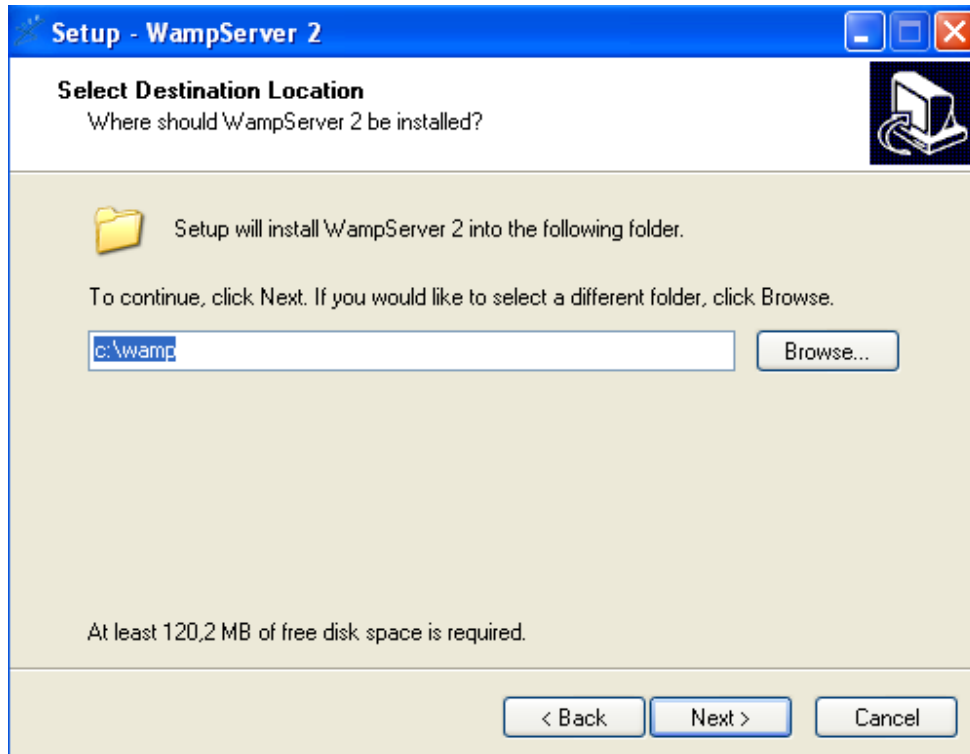 Setup - WampServer 2
Select Destination Location
Where should WampServer 2 be installed?
Setup will install WampServer 2 into the following folder.
To continue, click Next. If you would like to select a different folder, click Browse.
c:\wamp
Browse...
At least 120,2 MB of free disk space is required.
< Back
Next >
Cancel